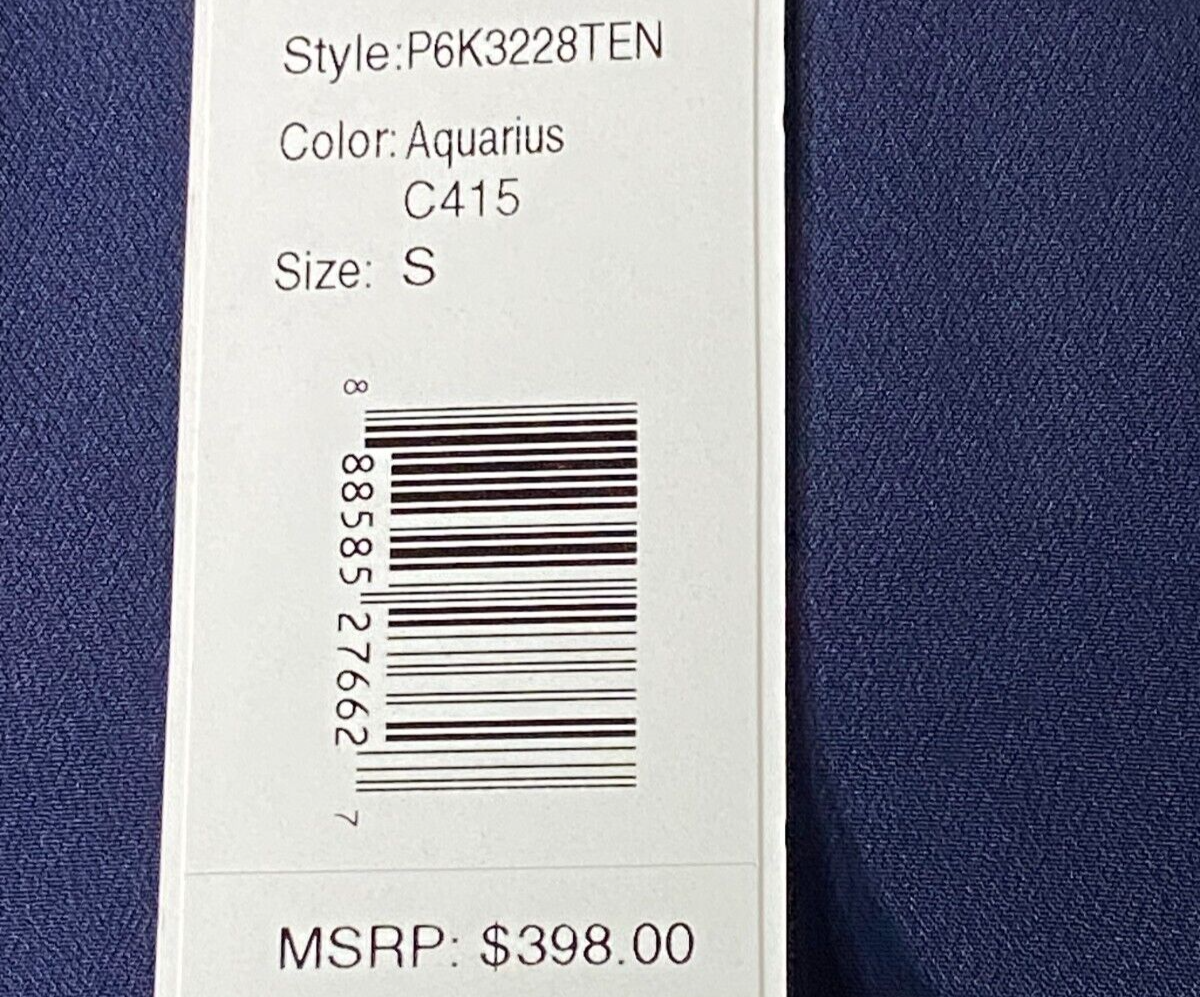 Style:P6K3228TEN
Color: Aquarius
C415
Size: S
8 88585 27662 7
MSRP: $398.00